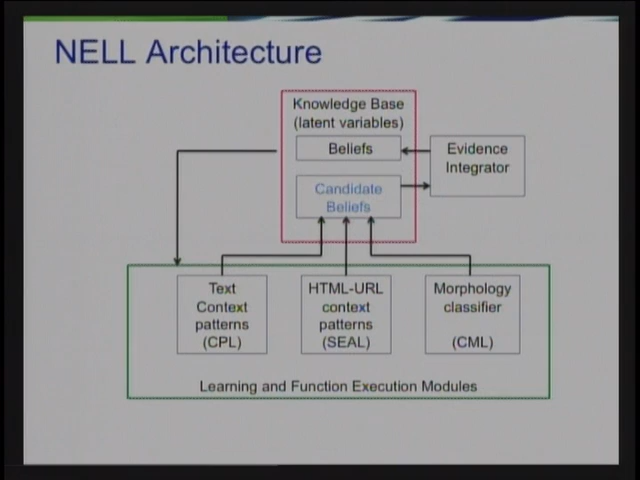 NELL Architecture
Knowledge Base
(latent variables)
Beliefs
Evidence
Integrator
Candidate
Beliefs
Text
Context
patterns
(CPL)
HTML-URL
context
patterns
(SEAL)
Morphology
classifier
(CML)
Learning and Function Execution Modules